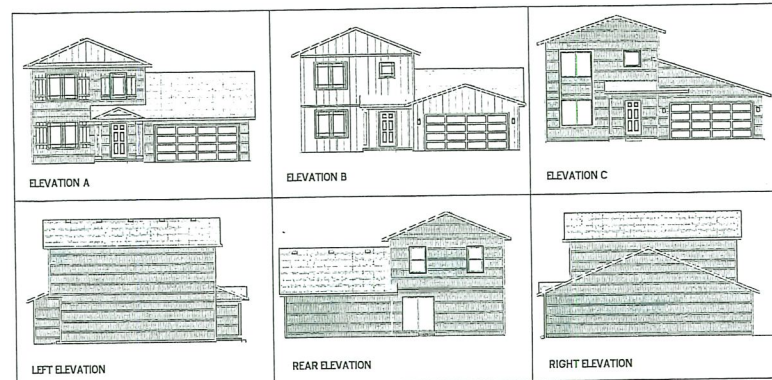 ELEVATION A
ELEVATION B
ELEVATION C
LEFT ELEVATION
REAR ELEVATION
RIGHT ELEVATION